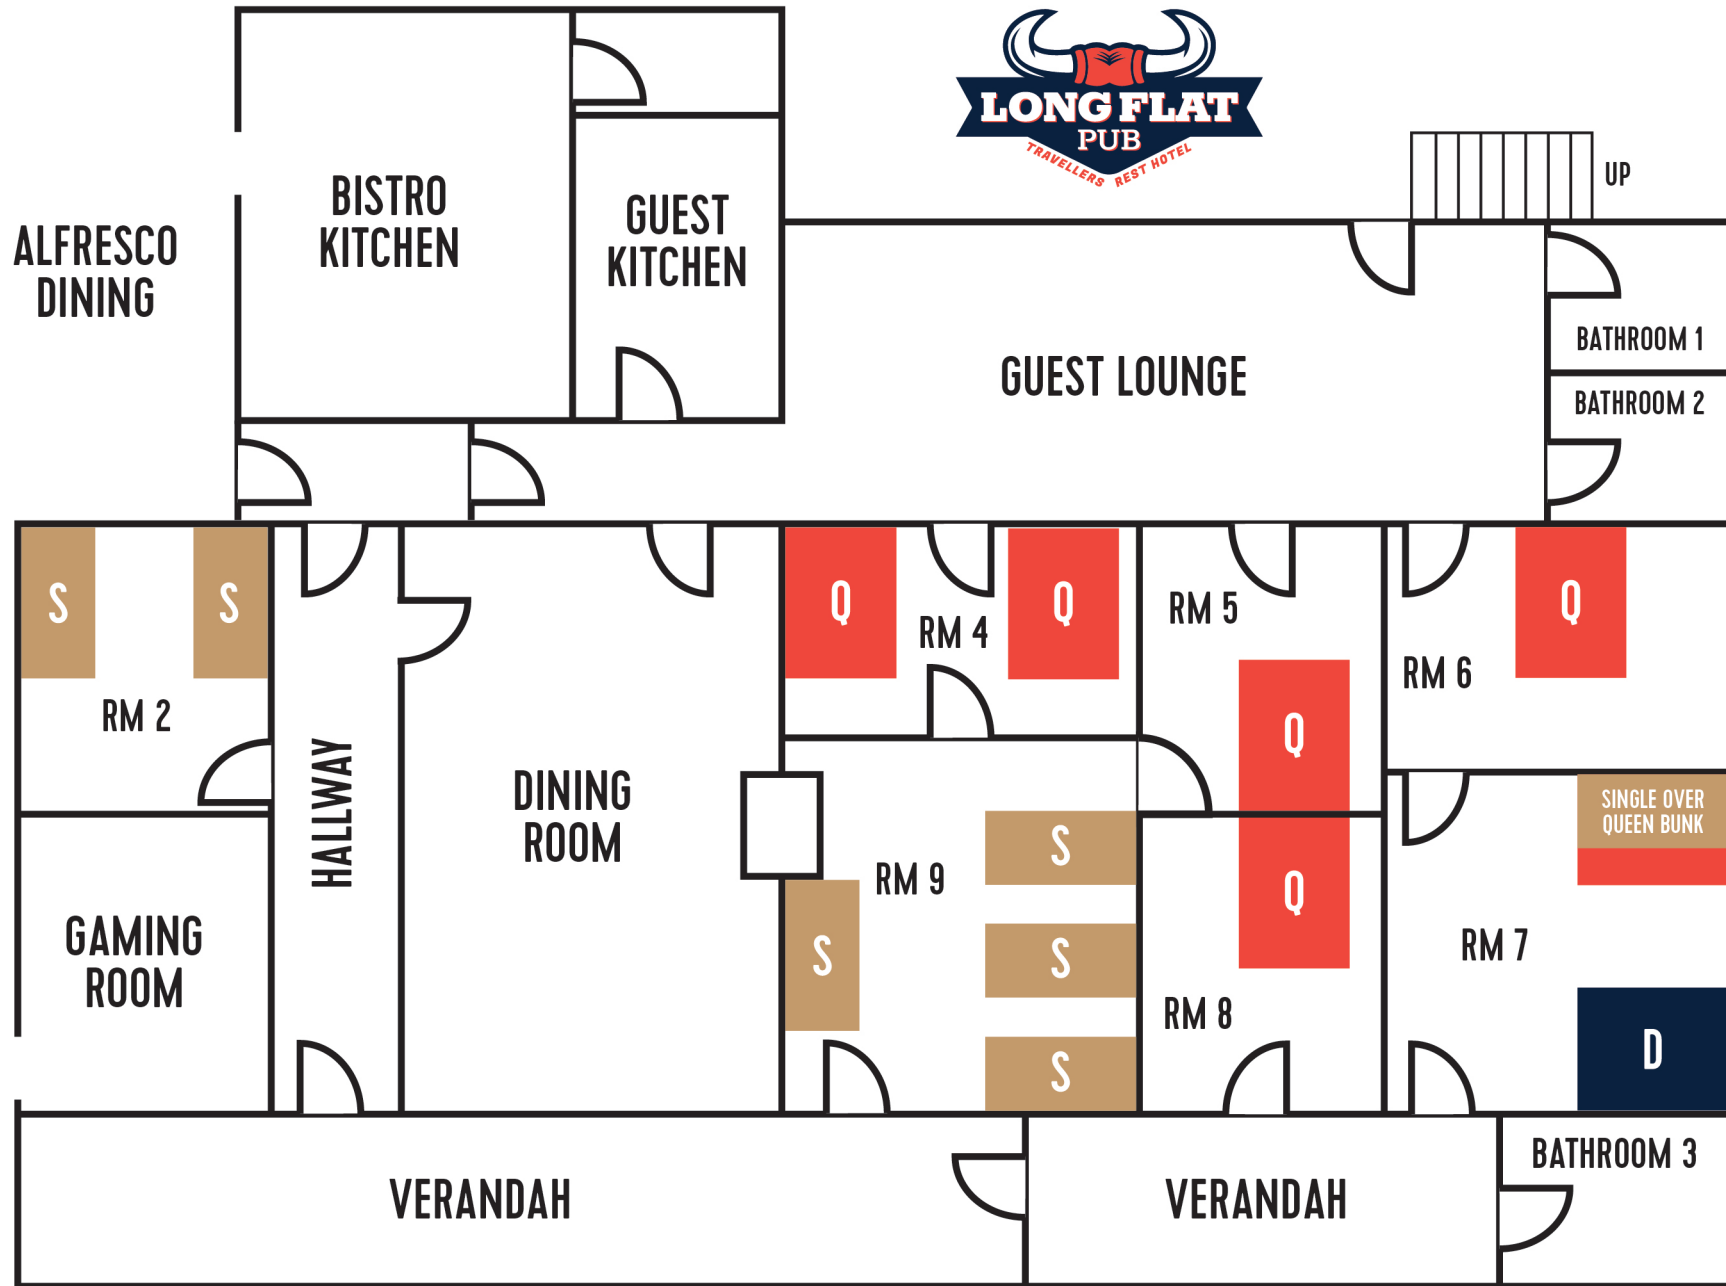 LONG FLAT
PUB
TRAVELLERS REST HOTEL
UP
BISTRO
KITCHEN
GUEST
KITCHEN
ALFRESCO
DINING
GUEST LOUNGE
BATHROOM 1
BATHROOM 2
S
S
RM 2
HALLWAY
DINING
ROOM
GAMING
ROOM
Q
RM 4
Q
RM 5
Q
RM 6
Q
SINGLE OVER
QUEEN BUNK
RM 9
S
S
S
S
Q
RM 8
RM 7
D
VERANDAH
VERANDAH
BATHROOM 3